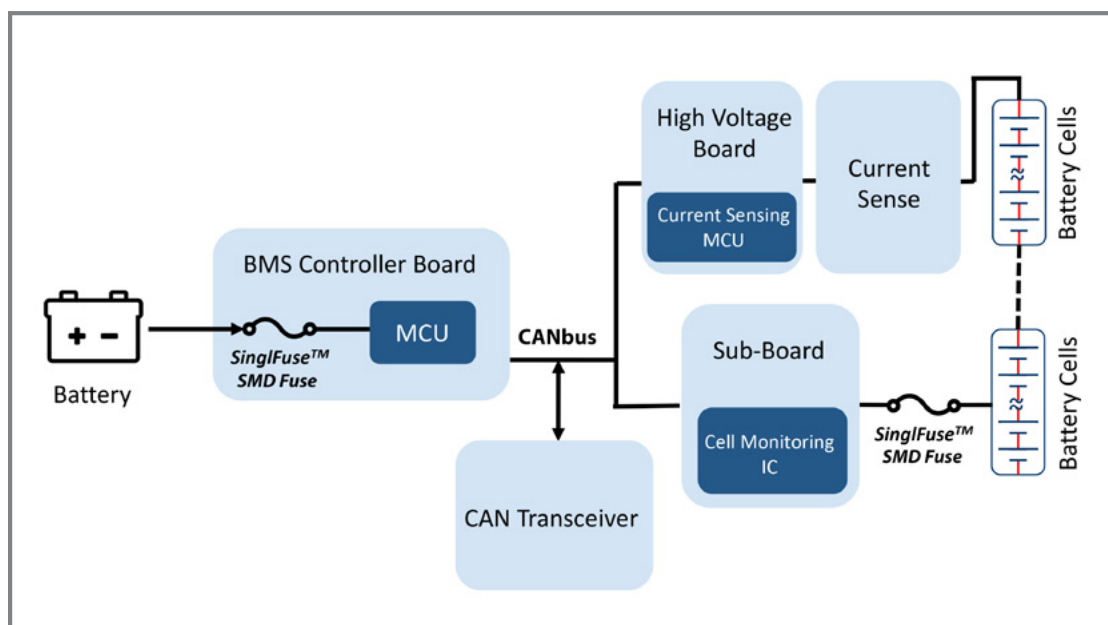 Battery
BMS Controller Board
SinglFuse™
SMD Fuse
MCU
CANbus
CAN Transceiver
High Voltage
Board
Current Sensing
MCU
Current
Sense
Battery Cells
Sub-Board
Cell Monitoring
IC
SinglFuse™
SMD Fuse
Battery Cells